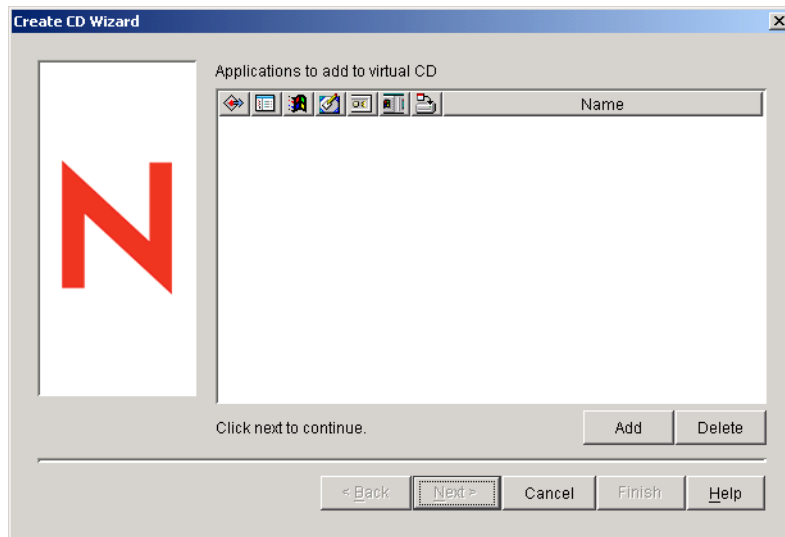 Create CD Wizard
Applications to add to virtual CD
Name
Click next to continue.
Add
Delete
< Back
Next >
Cancel
Finish
Help